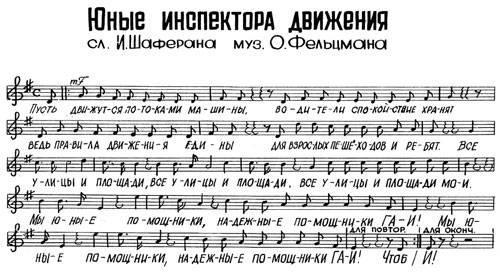 Юные инспектора движения
сл. И.Шаферана муз. О.Фельцмана
mF
Пусть дви-жут-ся по-то-ка-ми ма-ши-ны, во-ди-те-ли спо-кой-ствие хра-нят
ведь пра-ви-ла дви-же-ни-я еди-ны для взрос-лых пе-ше-хо-дов и ре-бят. Все
у-ли-цы и пло-ща-ди, все у-ли-цы и пло-ща-ди, все у-ли-цы и пло-ща-ди мо-и.
Мы ю-ны-е по-мощ-ни-ки, на-деж-ны-е по-мощ-ни-ки ГА-И! Мы ю-
для повтор. для оконч.
ны-е по-мощ-ни-ки, на-деж-ны-е по-мощ-ни-ки ГА-И! Чтоб/И!